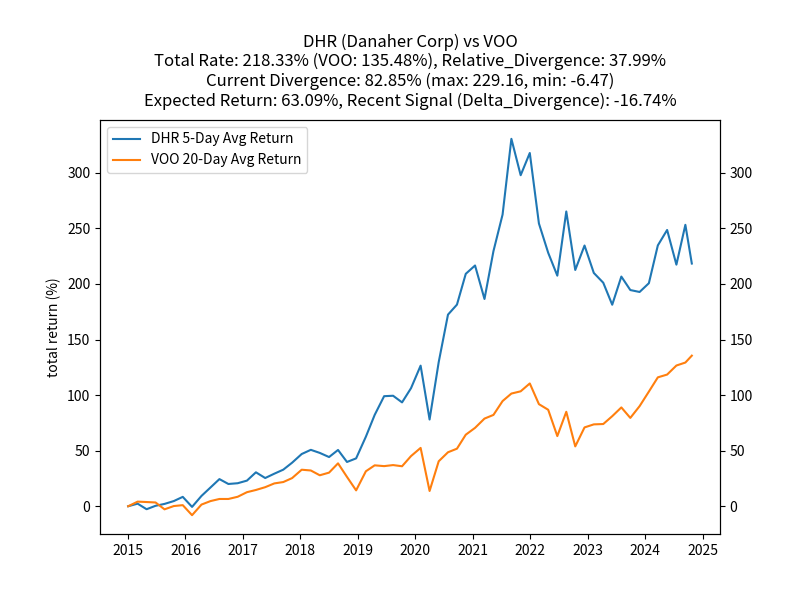 DHR (Danaher Corp) vs VOO
Total Rate: 218.33% (VOO: 135.48%), Relative_Divergence: 37.99%
Current Divergence: 82.85% (max: 229.16, min: -6.47)
Expected Return: 63.09%, Recent Signal (Delta_Divergence): -16.74%
DHR 5-Day Avg Return
VOO 20-Day Avg Return
total return (%)
300 300
250 250
200 200
150 150
100 100
50 50
0 0
2015 2016 2017 2018 2019 2020 2021 2022 2023 2024 2025